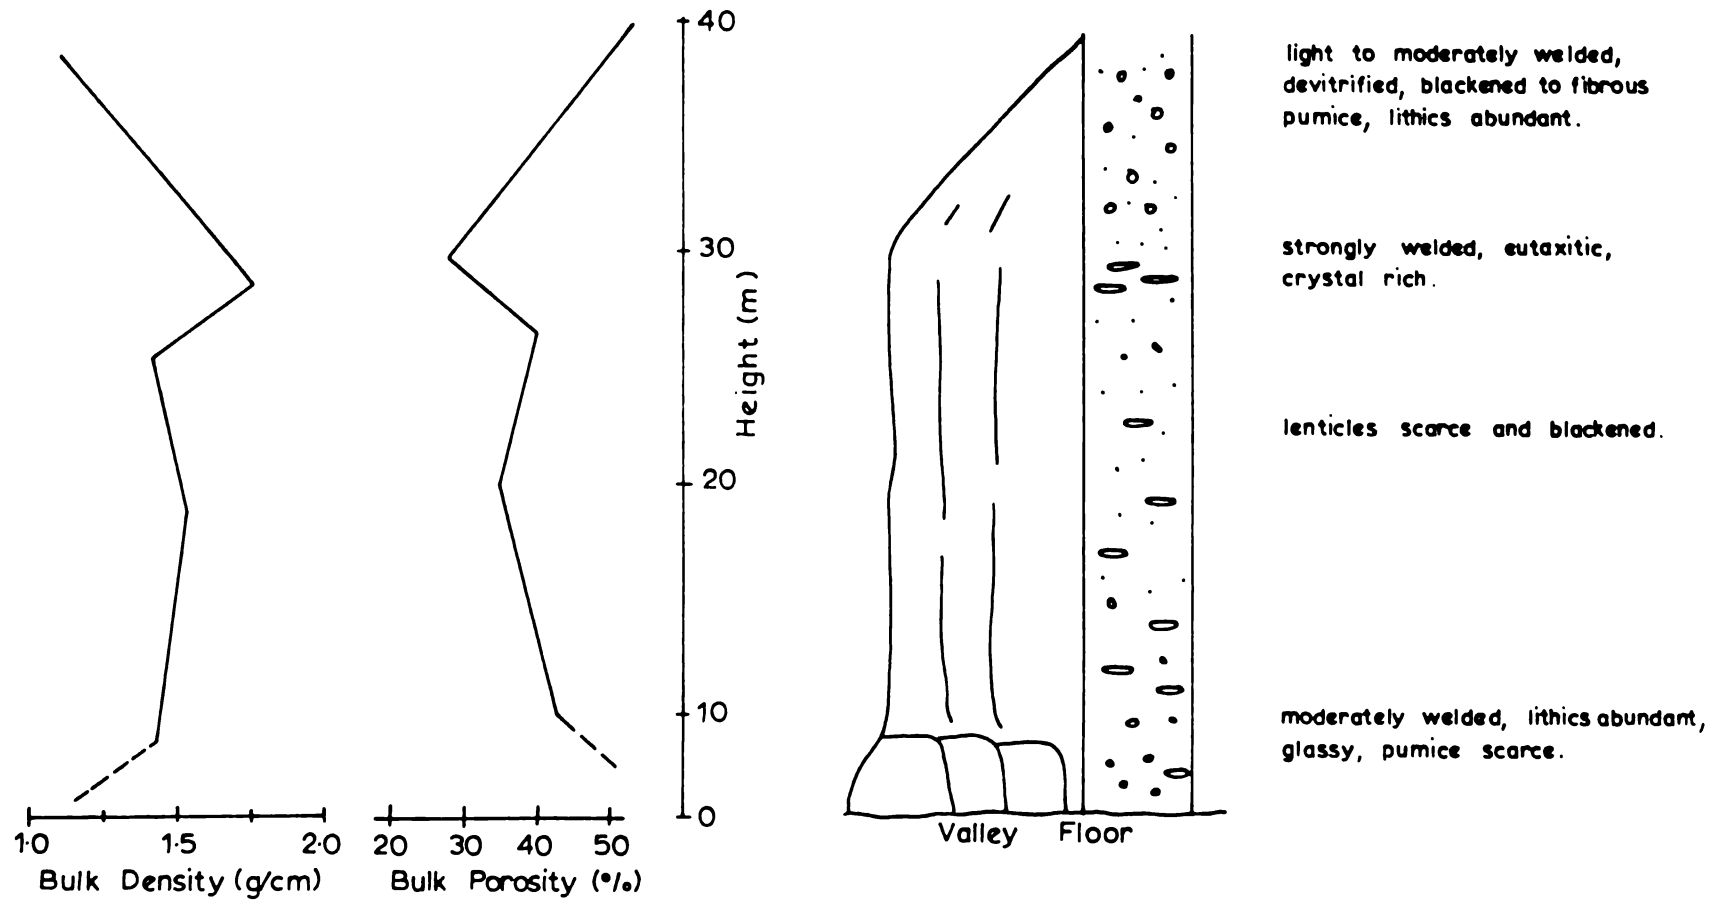 40
30
20
10
0
Height (m)
1·0 1·5 2·0
Bulk Density (g/cm)
20 30 40 50
Bulk Porosity (%)
Valley Floor
light to moderately welded,
devitrified, blackened to fibrous
pumice, lithics abundant.
strongly welded, eutaxitic,
crystal rich.
lenticles scarce and blackened.
moderately welded, lithics abundant,
glassy, pumice scarce.